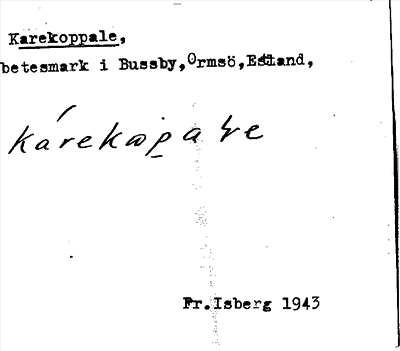 Karekoppale,
betesmark i Bussby, Ormsö, Estland,
Fr. Isberg 1943